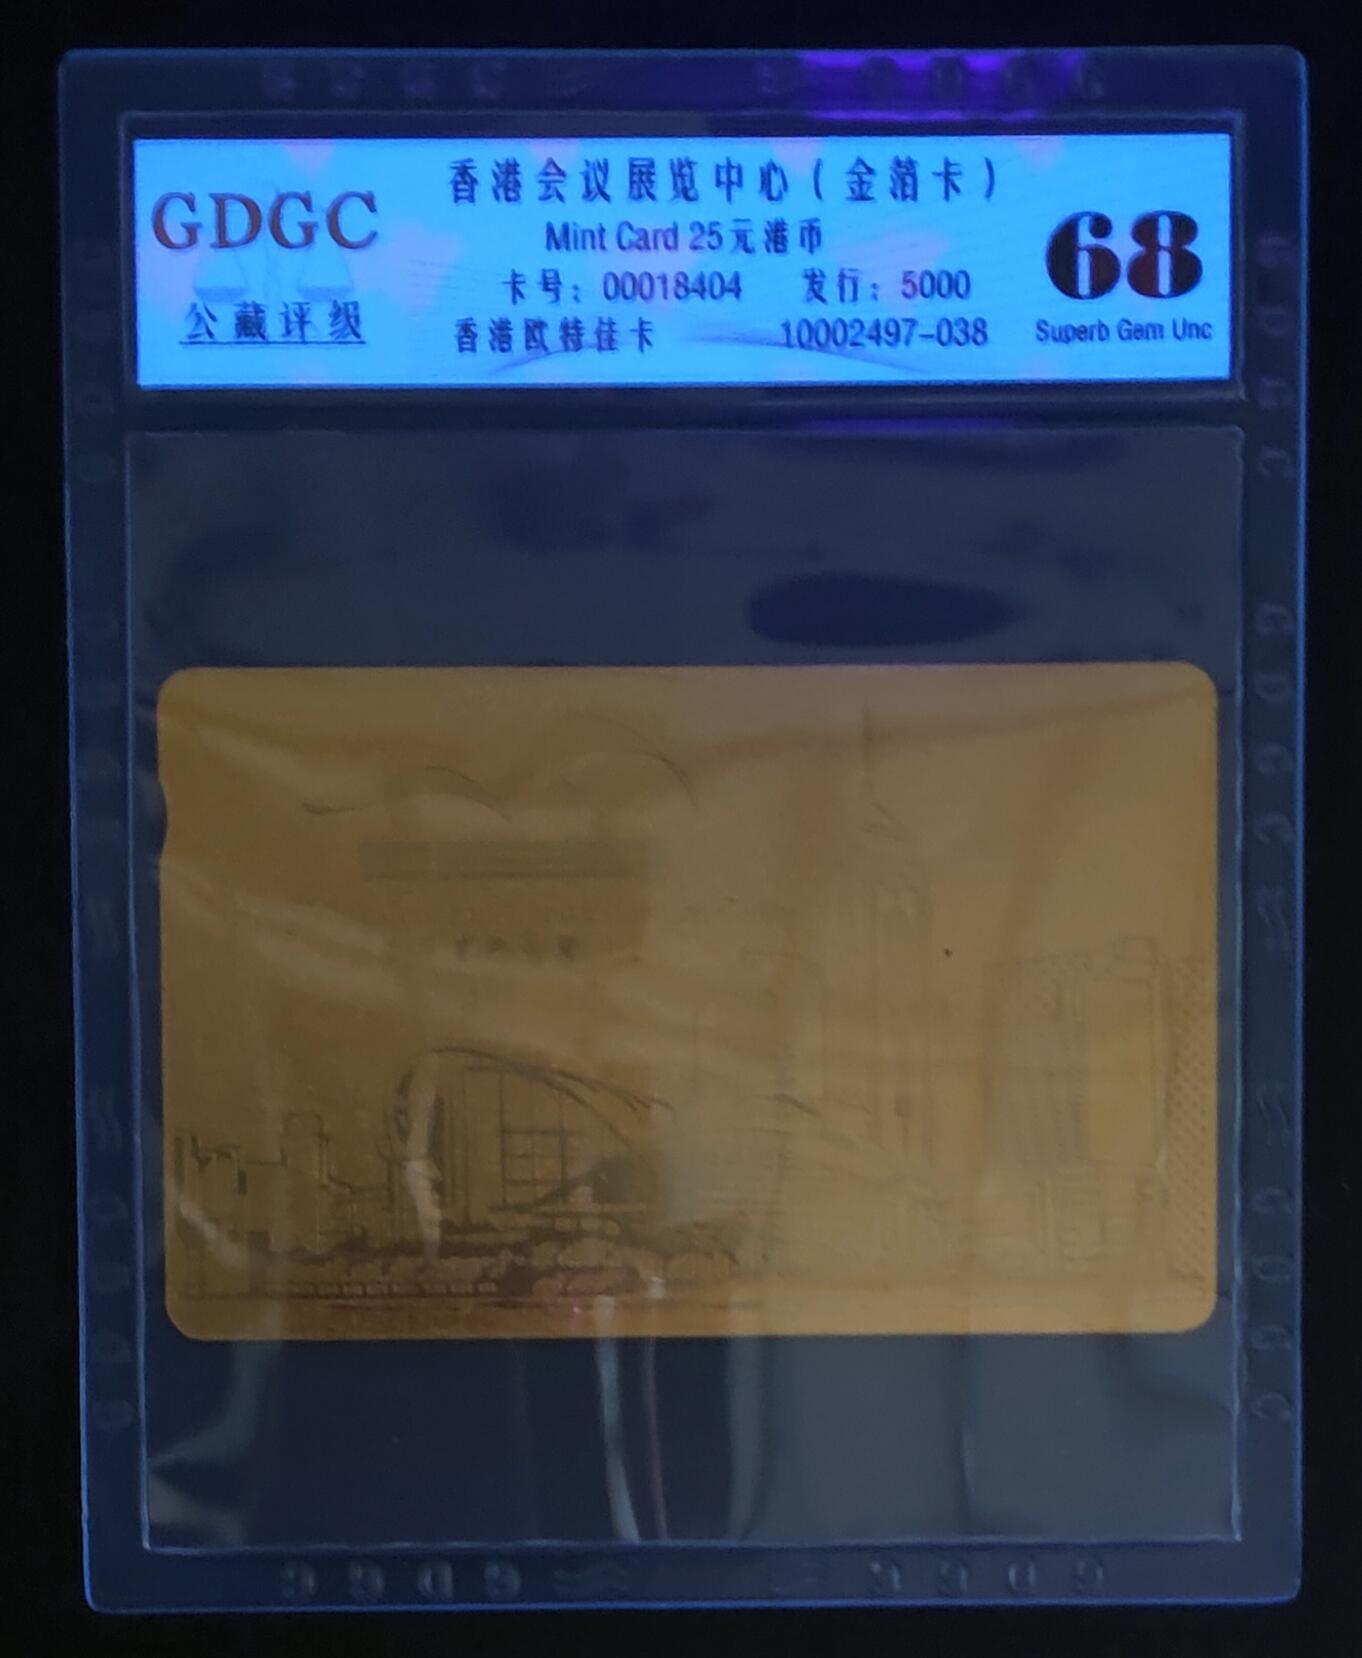 GDGC
公藏评级
香港会议展览中心(金箔卡)
Mint Card 25元港币
卡号:00018404 发行:5000
香港欧特佳卡 10002497-038
68
Superb Gem Unc